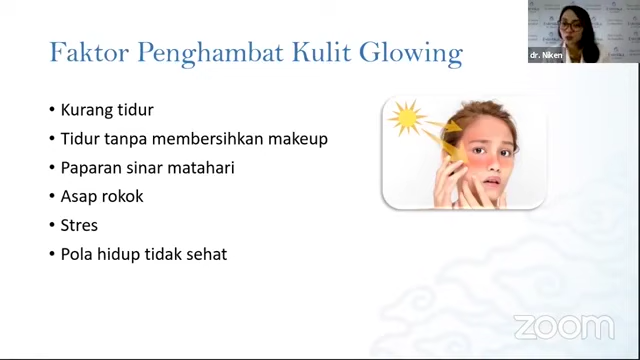 Faktor Penghambat Kulit Glowing
dr. Niken
• Kurang tidur
• Tidur tanpa membersihkan makeup
• Paparan sinar matahari
• Asap rokok
• Stres
• Pola hidup tidak sehat
zoom